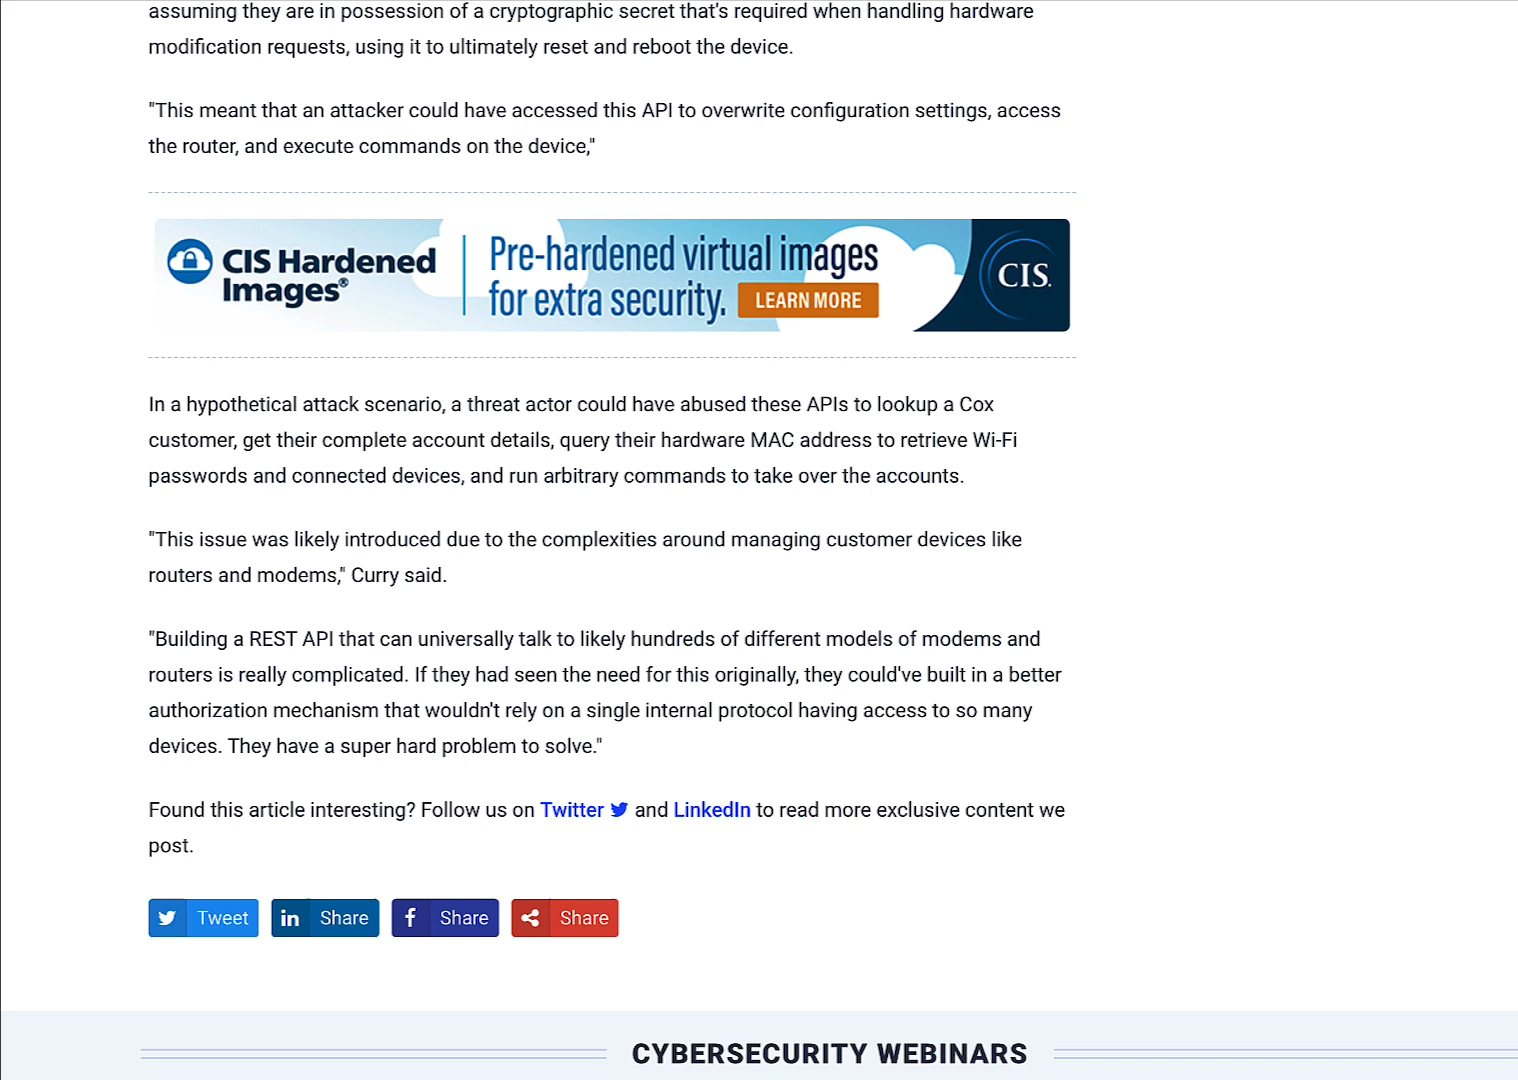 assuming they are in possession of a cryptographic secret that's required when handling hardware
modification requests, using it to ultimately reset and reboot the device.
"This meant that an attacker could have accessed this API to overwrite configuration settings, access
the router, and execute commands on the device,"
CIS Hardened
Images®
Pre-hardened virtual images
for extra security.
LEARN MORE
CIS.
In a hypothetical attack scenario, a threat actor could have abused these APIs to lookup a Cox
customer, get their complete account details, query their hardware MAC address to retrieve Wi-Fi
passwords and connected devices, and run arbitrary commands to take over the accounts.
"This issue was likely introduced due to the complexities around managing customer devices like
routers and modems," Curry said.
"Building a REST API that can universally talk to likely hundreds of different models of modems and
routers is really complicated. If they had seen the need for this originally, they could've built in a better
authorization mechanism that wouldn't rely on a single internal protocol having access to so many
devices. They have a super hard problem to solve."
Found this article interesting? Follow us on Twitter and LinkedIn to read more exclusive content we
post.
Tweet in Share f Share Share
CYBERSECURITY WEBINARS